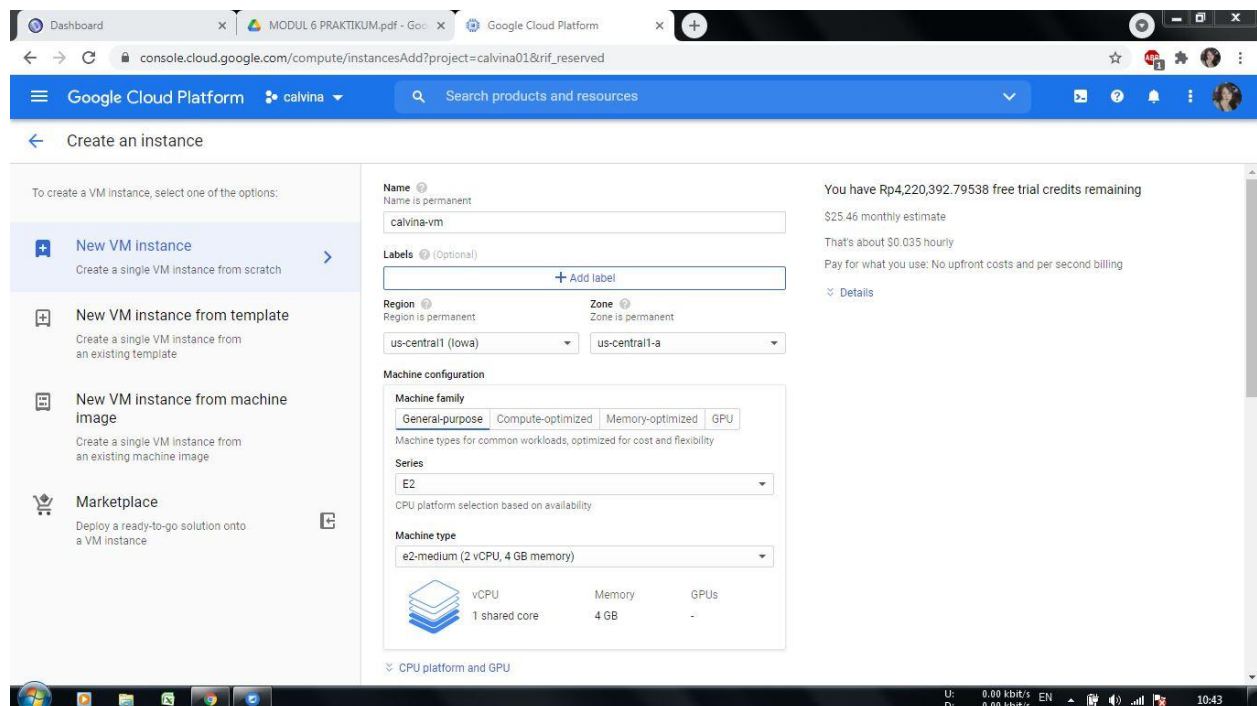 Dashboard
MODUL 6 PRAKTIKUM.pdf - Goo
Google Cloud Platform
console.cloud.google.com/compute/instancesAdd?project=calvina01&rif_reserved
ABP
1
Google Cloud Platform
calvina
Search products and resources
Create an instance
To create a VM instance, select one of the options:
New VM instance
Create a single VM instance from scratch
New VM instance from template
Create a single VM instance from
an existing template
New VM instance from machine
image
Create a single VM instance from
an existing machine image
Marketplace
Deploy a ready-to-go solution onto
a VM instance
Name
Name is permanent
calvina-vm
Labels (Optional)
+ Add label
Region
Region is permanent
us-central1 (Iowa)
Zone
Zone is permanent
us-central1-a
Machine configuration
Machine family
General-purpose Compute-optimized Memory-optimized GPU
Machine types for common workloads, optimized for cost and flexibility
Series
E2
CPU platform selection based on availability
Machine type
e2-medium (2 vCPU, 4 GB memory)
vCPU Memory GPUs
1 shared core 4 GB -
CPU platform and GPU
You have Rp4,220,392.79538 free trial credits remaining
$25.46 monthly estimate
That's about $0.035 hourly
Pay for what you use: No upfront costs and per second billing
Details
U: 0.00 kbit/s
D: 0.00 kbit/s
EN
10:43